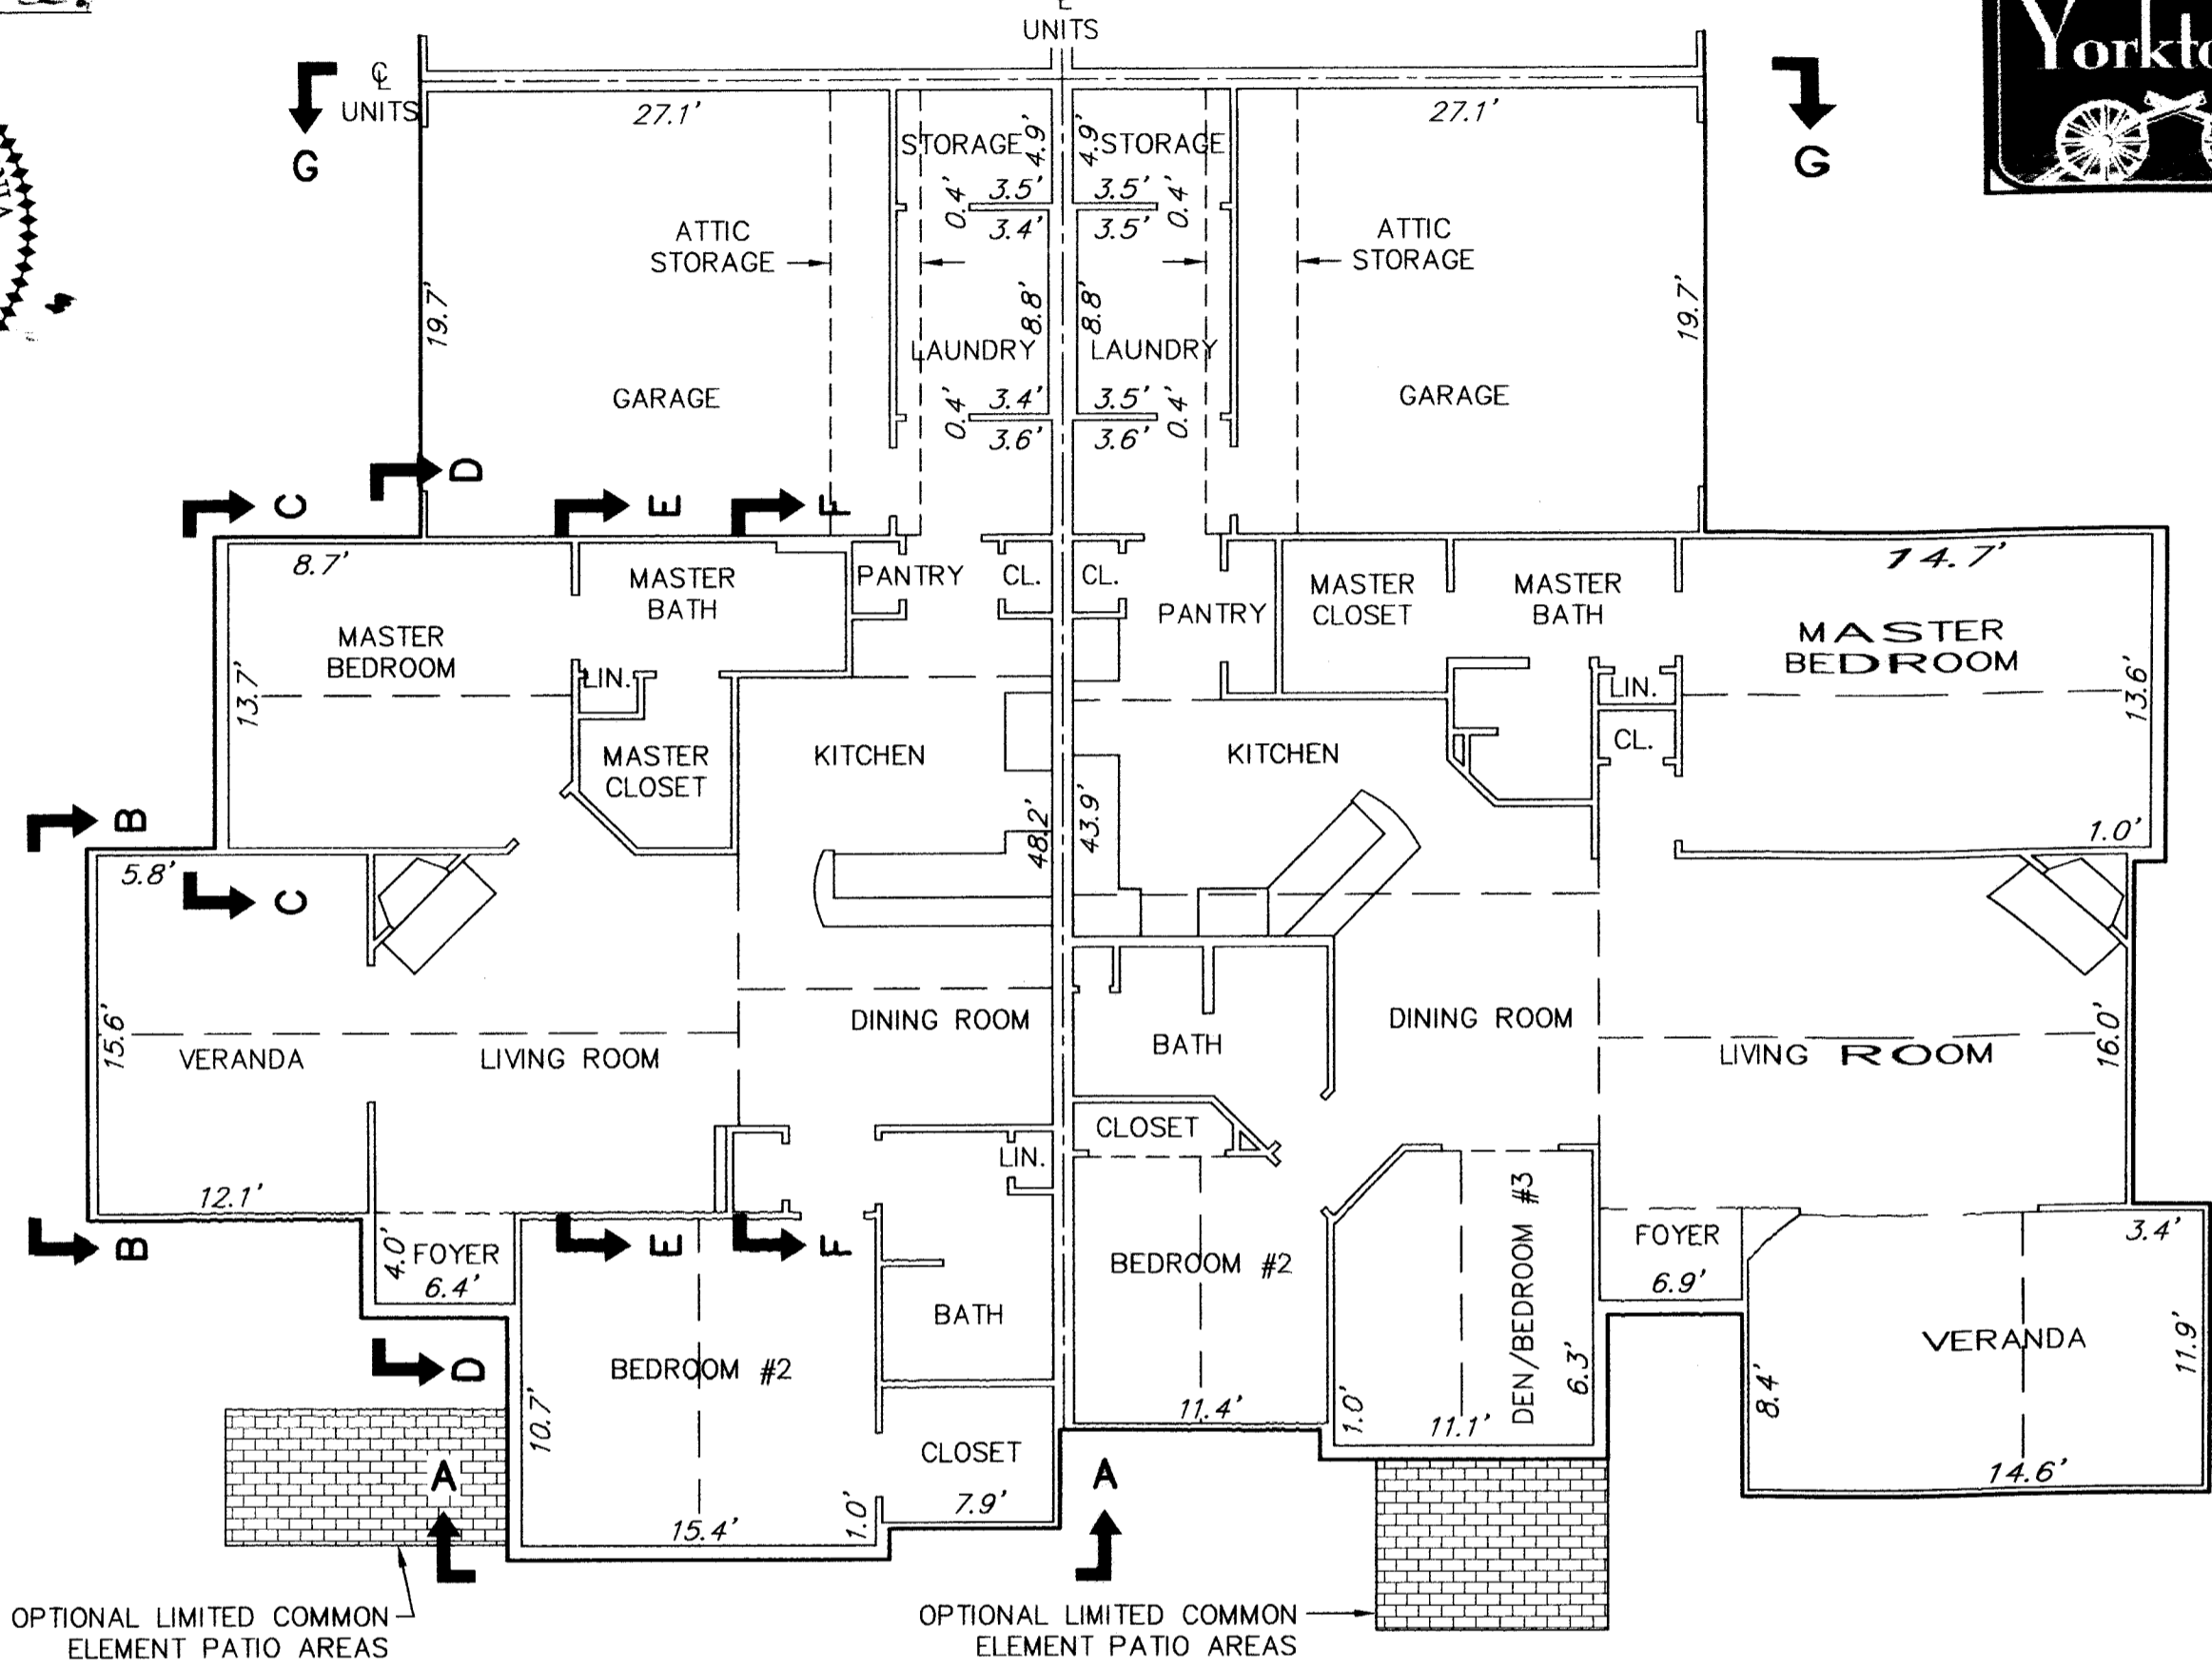 ℄
UNITS
℄
UNITS
G
G
27.1'
27.1'
STORAGE
4.9'
4.9'
STORAGE
3.5'
0.4'
3.4'
3.5'
0.4'
3.5'
ATTIC
STORAGE
ATTIC
STORAGE
19.7'
19.7'
8.8'
8.8'
LAUNDRY
LAUNDRY
GARAGE
GARAGE
3.4'
0.4'
3.6'
3.5'
0.4'
3.6'
C
D
E
F
8.7'
MASTER
BATH
PANTRY
CL.
CL.
PANTRY
MASTER
CLOSET
MASTER
BATH
14.7'
MASTER
BEDROOM
MASTER
BEDROOM
13.7'
LIN.
LIN.
13.6'
MASTER
CLOSET
KITCHEN
KITCHEN
CL.
B
48.2'
43.9'
1.0'
5.8'
C
15.6'
VERANDA
LIVING ROOM
DINING ROOM
BATH
DINING ROOM
LIVING ROOM
16.0'
CLOSET
LIN.
12.1'
B
4.0'
FOYER
6.4'
E
F
BEDROOM #2
DEN/BEDROOM #3
FOYER
6.9'
3.4'
BATH
D
BEDROOM #2
6.3'
VERANDA
11.9'
8.4'
10.7'
11.4'
1.0'
11.1'
CLOSET
A
A
14.6'
7.9'
15.4'
1.0'
OPTIONAL LIMITED COMMON
ELEMENT PATIO AREAS
OPTIONAL LIMITED COMMON
ELEMENT PATIO AREAS